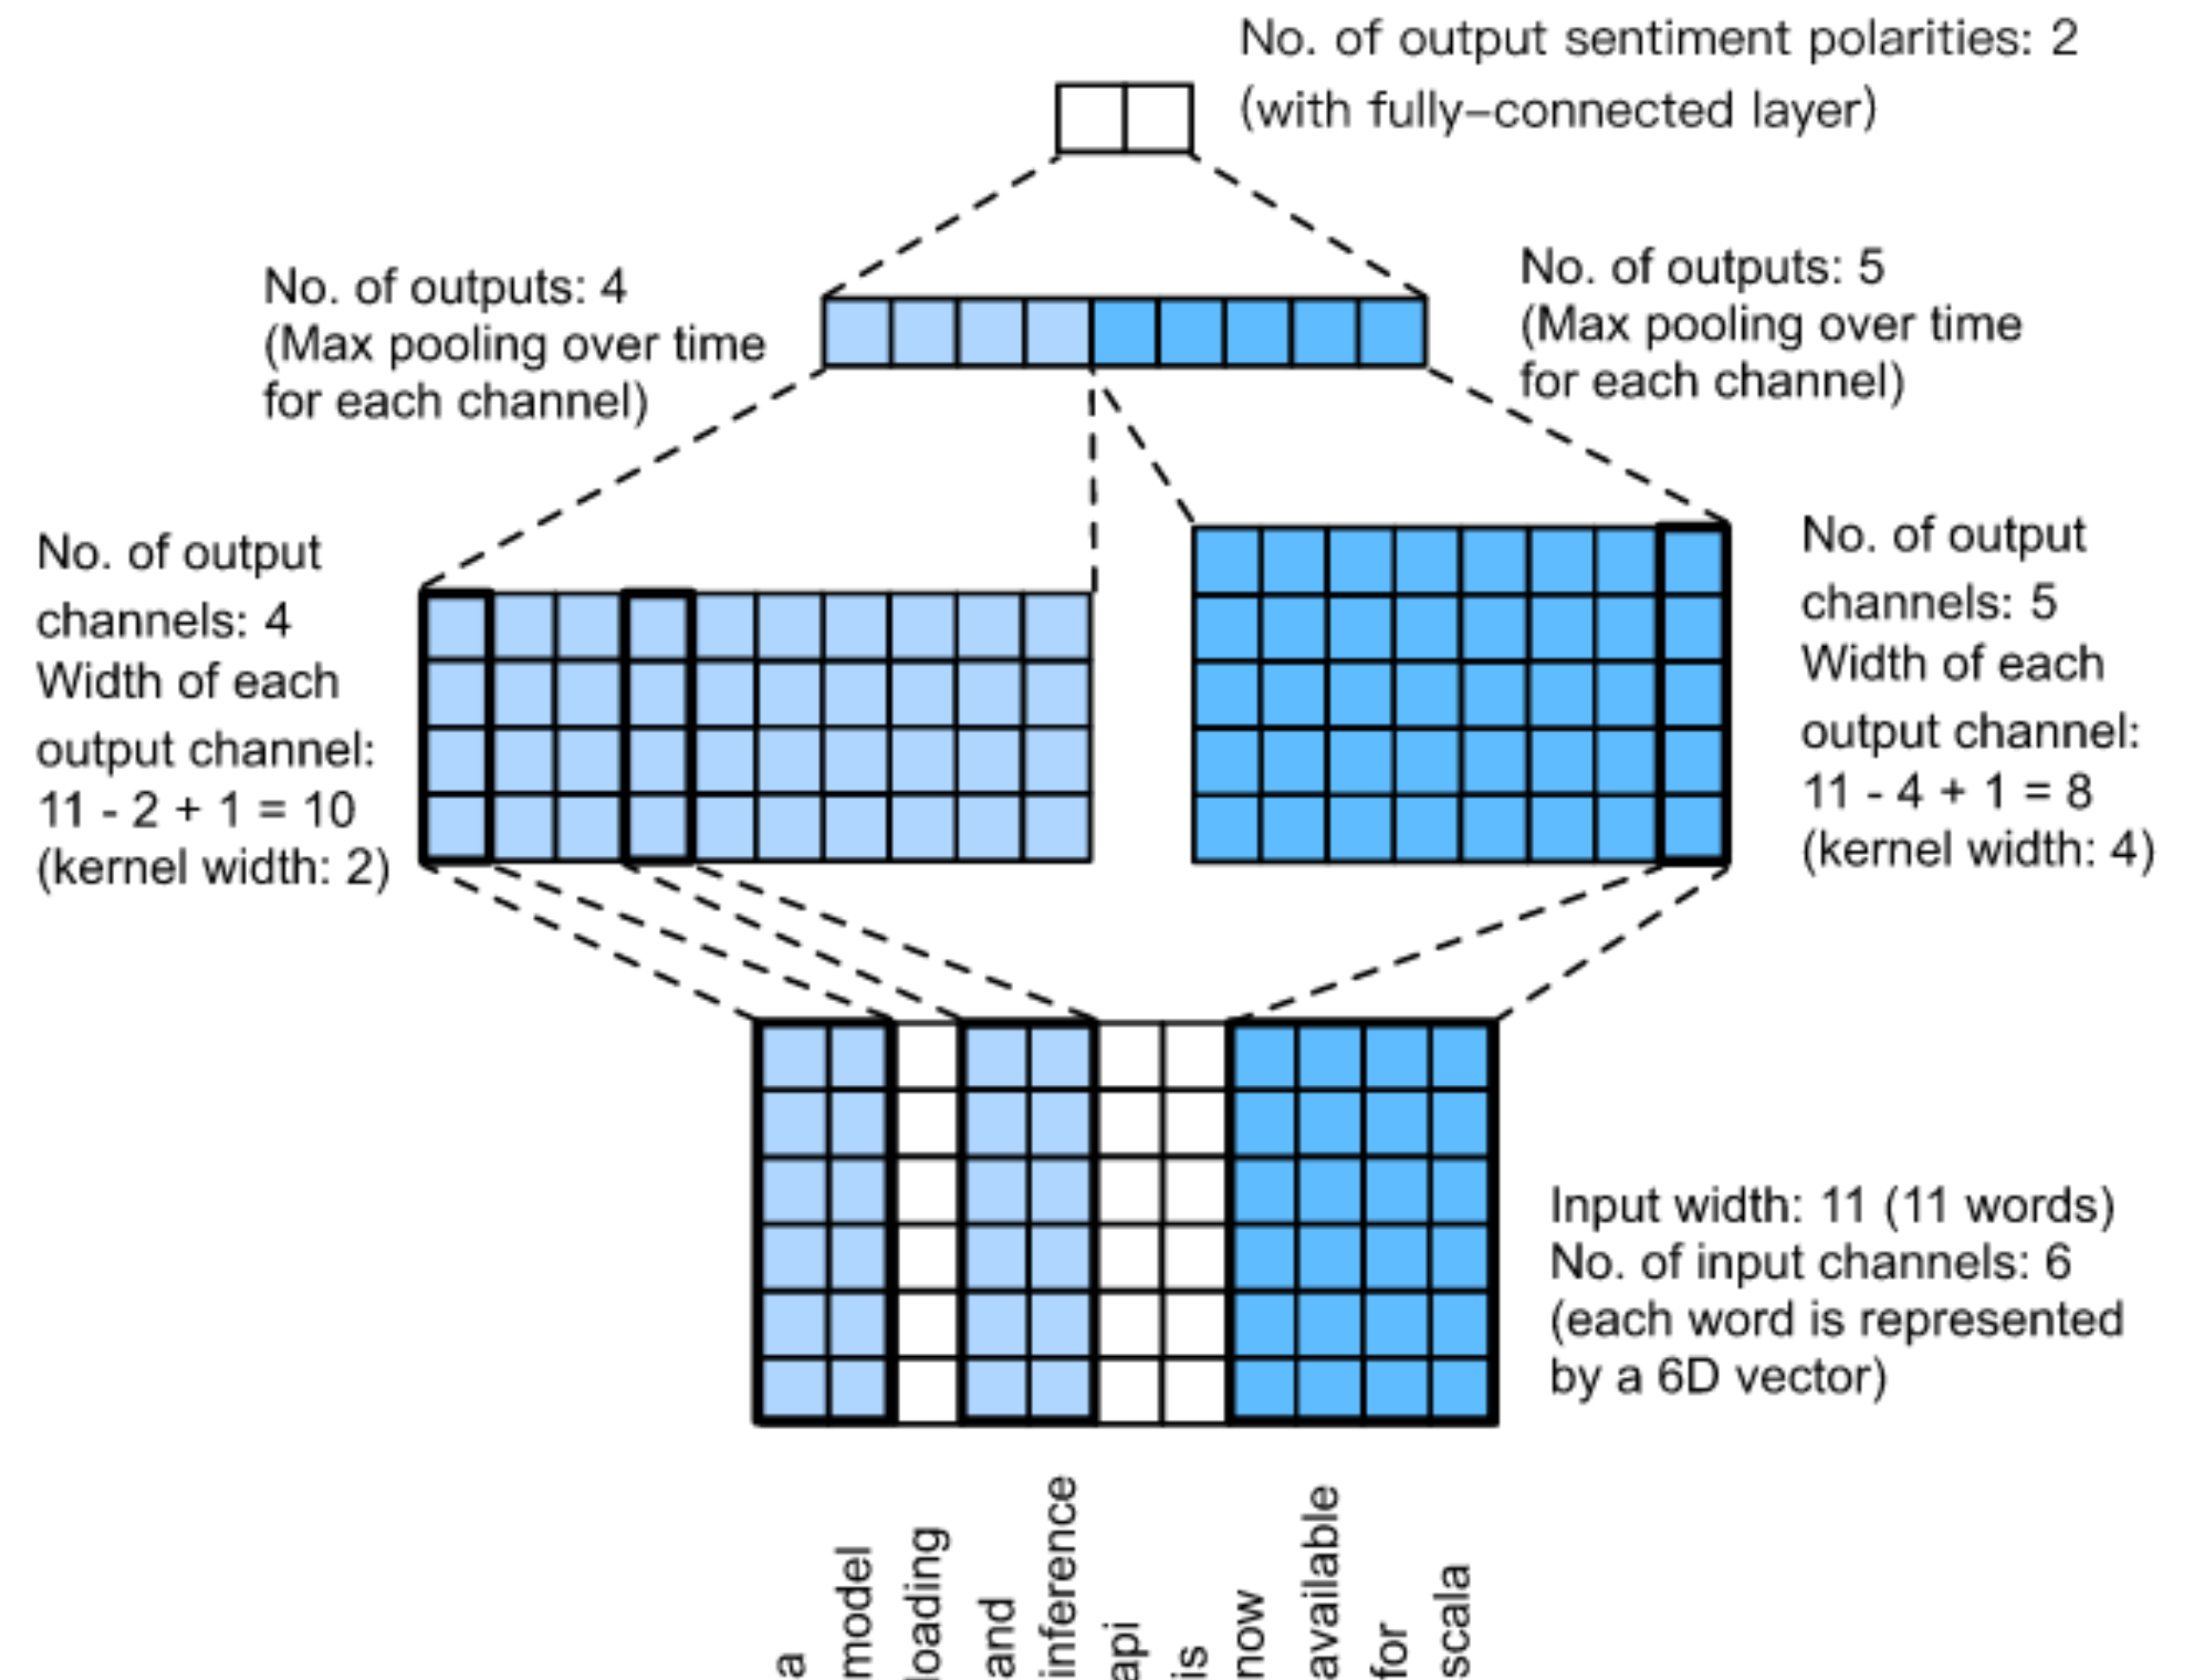 No. of output sentiment polarities: 2
(with fully–connected layer)
No. of outputs: 4
(Max pooling over time
for each channel)
No. of outputs: 5
(Max pooling over time
for each channel)
No. of output
channels: 4
Width of each
output channel:
11 - 2 + 1 = 10
(kernel width: 2)
No. of output
channels: 5
Width of each
output channel:
11 - 4 + 1 = 8
(kernel width: 4)
Input width: 11 (11 words)
No. of input channels: 6
(each word is represented
by a 6D vector)
a
model
loading
and
inference
api
is
now
available
for
scala